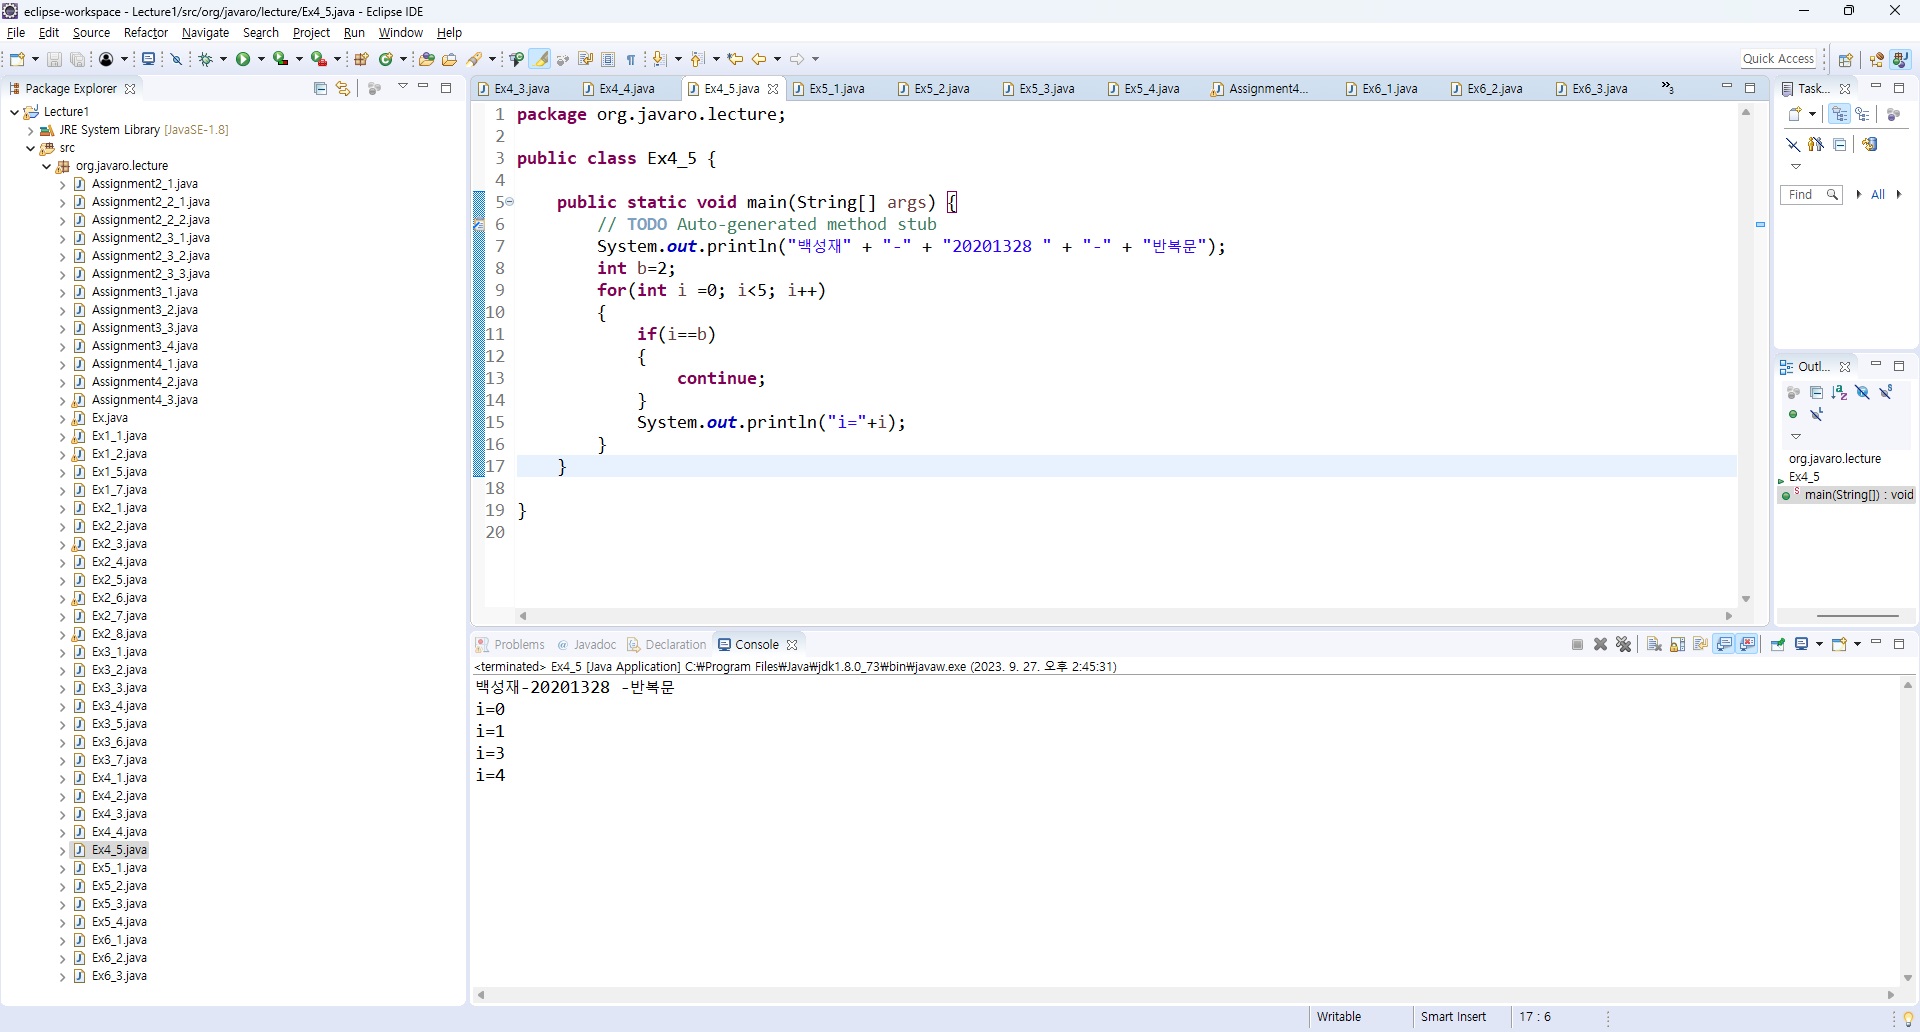 eclipse-workspace - Lecture1/src/org/javaro/lecture/Ex4_5.java - Eclipse IDE
File Edit Source Refactor Navigate Search Project Run Window Help
Quick Access
Package Explorer
Lecture1
JRE System Library [JavaSE-1.8]
src
org.javaro.lecture
Assignment2_1.java
Assignment2_2_1.java
Assignment2_2_2.java
Assignment2_3_1.java
Assignment2_3_2.java
Assignment2_3_3.java
Assignment3_1.java
Assignment3_2.java
Assignment3_3.java
Assignment3_4.java
Assignment4_1.java
Assignment4_2.java
Assignment4_3.java
Ex.java
Ex1_1.java
Ex1_2.java
Ex1_5.java
Ex1_7.java
Ex2_1.java
Ex2_2.java
Ex2_3.java
Ex2_4.java
Ex2_5.java
Ex2_6.java
Ex2_7.java
Ex2_8.java
Ex3_1.java
Ex3_2.java
Ex3_3.java
Ex3_4.java
Ex3_5.java
Ex3_6.java
Ex3_7.java
Ex4_1.java
Ex4_2.java
Ex4_3.java
Ex4_4.java
Ex4_5.java
Ex5_1.java
Ex5_2.java
Ex5_3.java
Ex5_4.java
Ex6_1.java
Ex6_2.java
Ex6_3.java
Ex4_3.java Ex4_4.java Ex4_5.java Ex5_1.java Ex5_2.java Ex5_3.java Ex5_4.java Assignment4... Ex6_1.java Ex6_2.java Ex6_3.java »3
1 package org.javaro.lecture;
2
3 public class Ex4_5 {
4
5 public static void main(String[] args) {
6 // TODO Auto-generated method stub
7 System.out.println("백성재" + "-" + "20201328 " + "-" + "반복문");
8 int b=2;
9 for(int i =0; i<5; i++)
10 {
11 if(i==b)
12 {
13 continue;
14 }
15 System.out.println("i="+i);
16 }
17 }
18
19 }
20
Task...
Find All
Outl...
org.javaro.lecture
Ex4_5
main(String[]) : void
Problems Javadoc Declaration Console
<terminated> Ex4_5 [Java Application] C:₩Program Files₩Java₩jdk1.8.0_73₩bin₩javaw.exe (2023. 9. 27. 오후 2:45:31)
백성재-20201328 -반복문
i=0
i=1
i=3
i=4
Writable Smart Insert 17 : 6